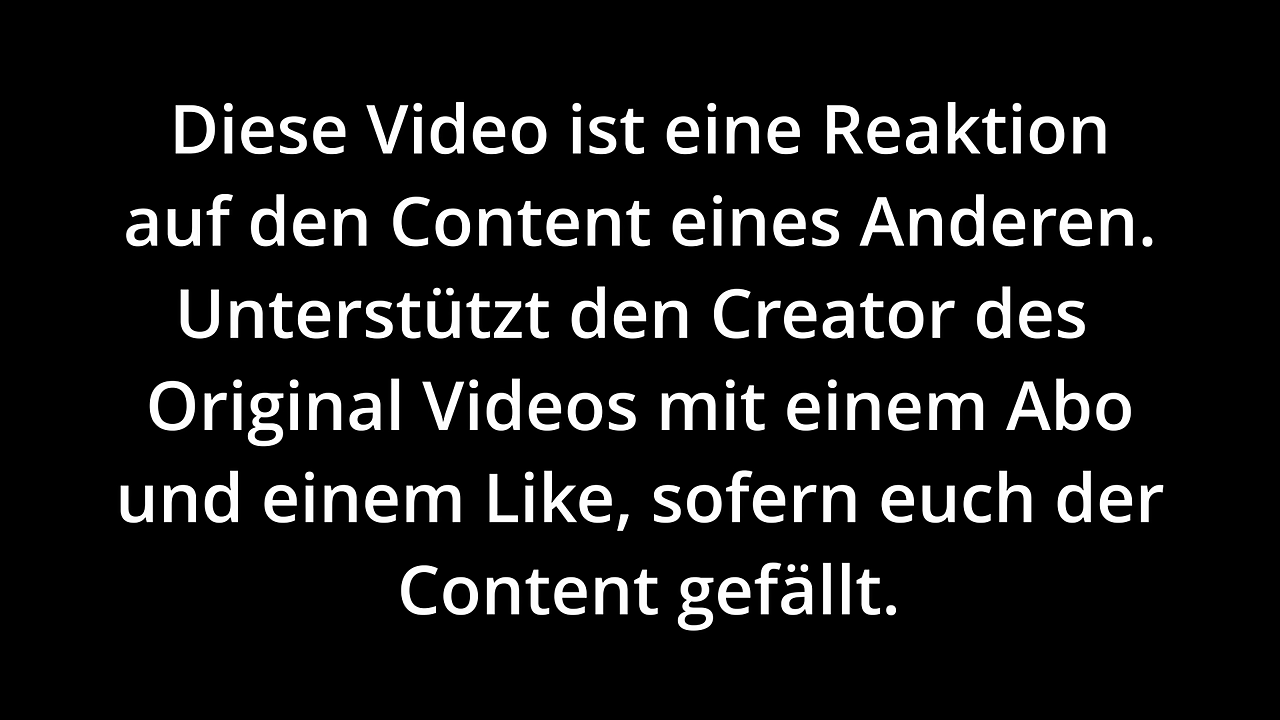 Diese Video ist eine Reaktion
auf den Content eines Anderen.
Unterstützt den Creator des
Original Videos mit einem Abo
und einem Like, sofern euch der
Content gefällt.